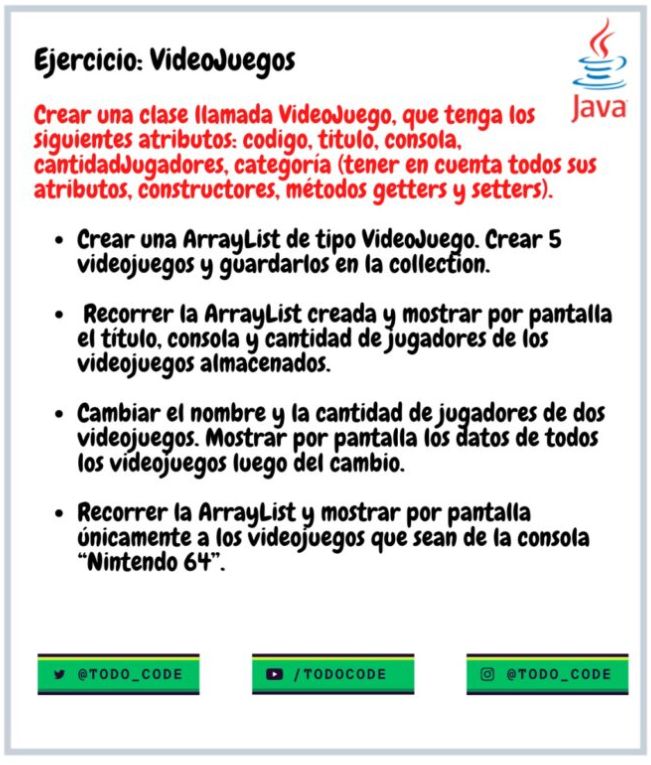 Ejercicio: VideoJuegos
Java
Crear una clase llamada VideoJuego, que tenga los
siguientes atributos: codigo, titulo, consola,
cantidadJugadores, categoría (tener en cuenta todos sus
atributos, constructores, métodos getters y setters).
• Crear una ArrayList de tipo VideoJuego. Crear 5
videojuegos y guardarlos en la collection.
• Recorrer la ArrayList creada y mostrar por pantalla
el título, consola y cantidad de jugadores de los
videojuegos almacenados.
• Cambiar el nombre y la cantidad de jugadores de dos
videojuegos. Mostrar por pantalla los datos de todos
los videojuegos luego del cambio.
• Recorrer la ArrayList y mostrar por pantalla
únicamente a los videojuegos que sean de la consola
“Nintendo 64”.
@TODO_CODE
/TODOCODE
@TODO_CODE